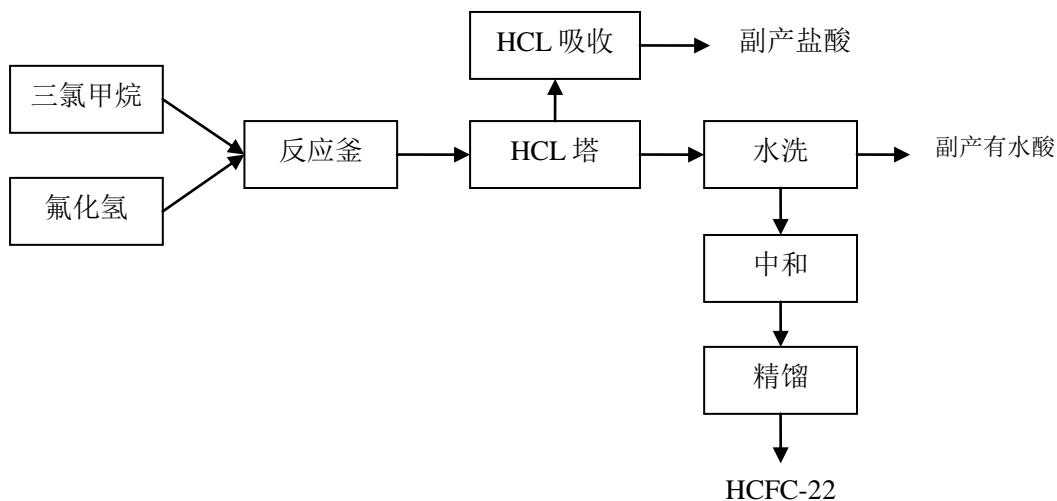 HCL 吸收
副产盐酸
三氯甲烷
反应釜
HCL 塔
水洗
副产有水酸
氟化氢
中和
精馏
HCFC-22